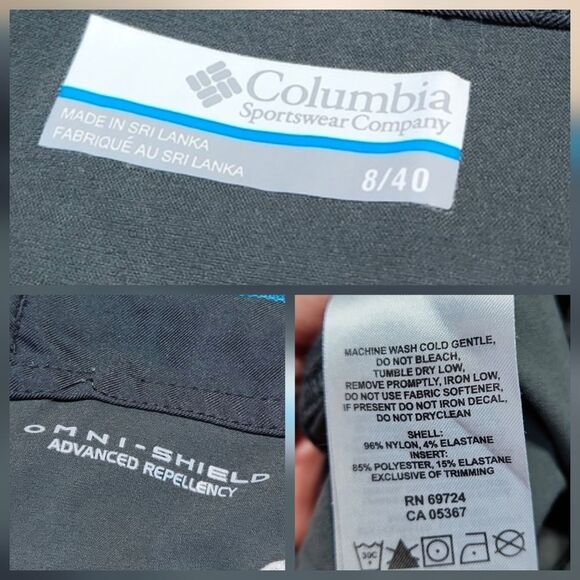 Columbia
Sportswear Company
MADE IN SRI LANKA
FABRIQUÉ AU SRI LANKA
8/40
OMNI-SHIELD
ADVANCED REPELLENCY
MACHINE WASH COLD GENTLE,
DO NOT BLEACH,
TUMBLE DRY LOW,
REMOVE PROMPTLY, IRON LOW,
DO NOT USE FABRIC SOFTENER,
IF PRESENT DO NOT IRON DECAL,
DO NOT DRYCLEAN
SHELL:
96% NYLON, 4% ELASTANE
INSERT:
85% POLYESTER, 15% ELASTANE
EXCLUSIVE OF TRIMMING
RN 69724
CA 05367
30C